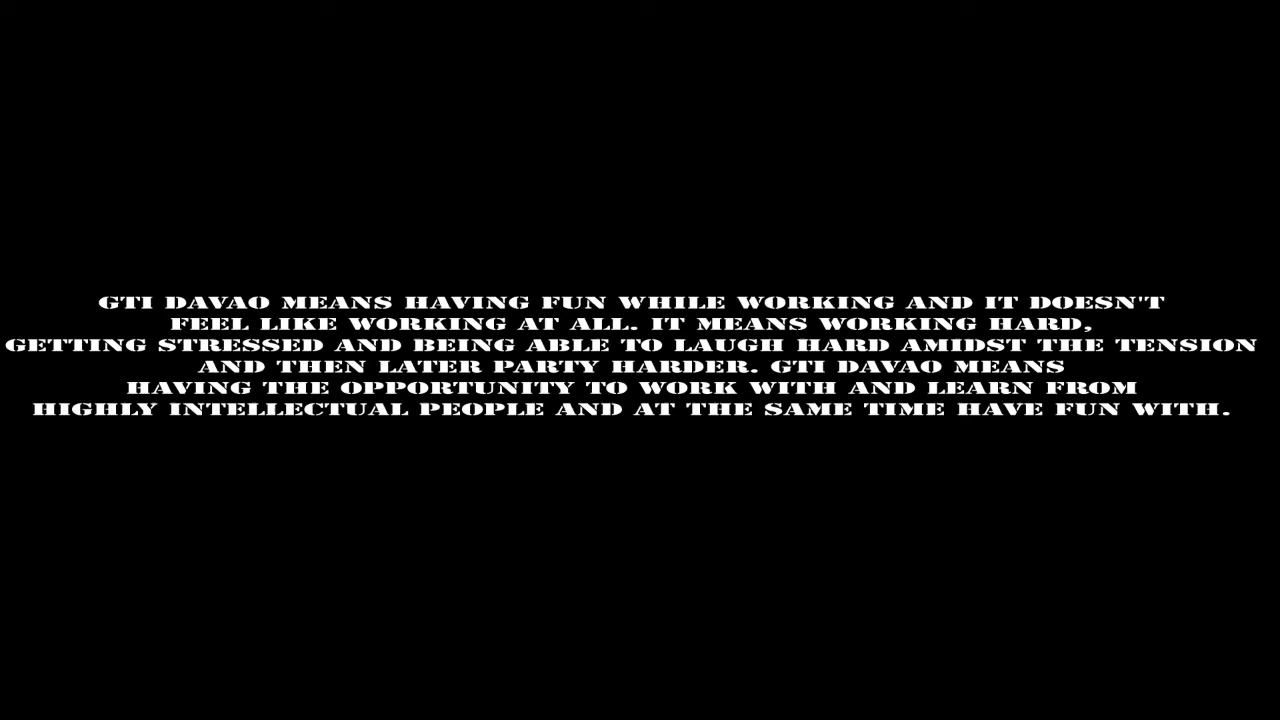 GTI DAVAO MEANS HAVING FUN WHILE WORKING AND IT DOESN'T
FEEL LIKE WORKING AT ALL. IT MEANS WORKING HARD,
GETTING STRESSED AND BEING ABLE TO LAUGH HARD AMIDST THE TENSION
AND THEN LATER PARTY HARDER. GTI DAVAO MEANS
HAVING THE OPPORTUNITY TO WORK WITH AND LEARN FROM
HIGHLY INTELLECTUAL PEOPLE AND AT THE SAME TIME HAVE FUN WITH.